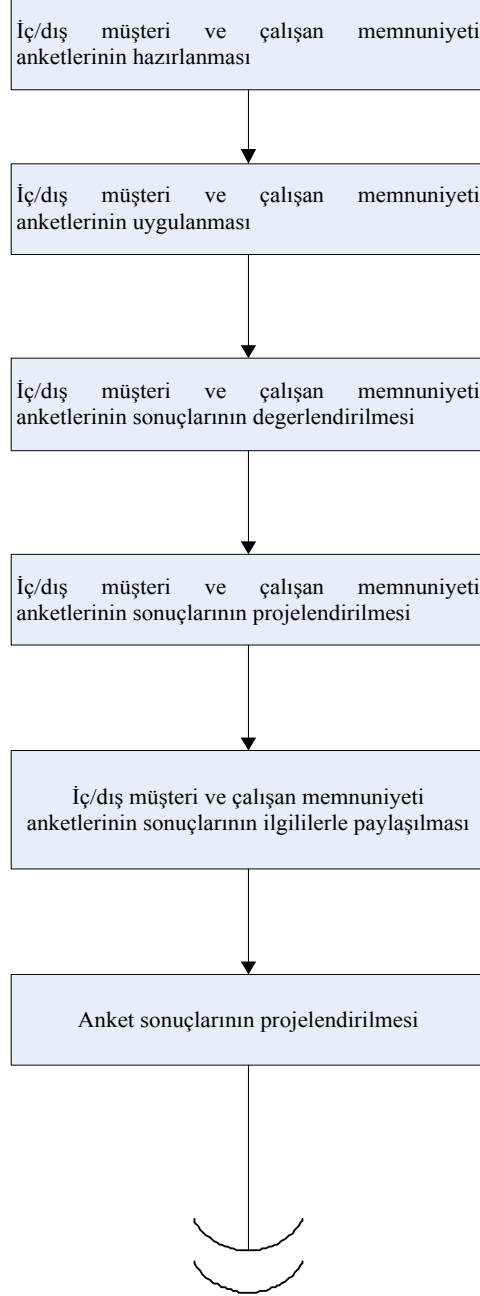 İç/dış müşteri ve çalışan memnuniyeti
anketlerinin hazırlanması
İç/dış müşteri ve çalışan memnuniyeti
anketlerinin uygulanması
İç/dış müşteri ve çalışan memnuniyeti
anketlerinin sonuçlarının degerlendirilmesi
İç/dış müşteri ve çalışan memnuniyeti
anketlerinin sonuçlarının projelendirilmesi
İç/dış müşteri ve çalışan memnuniyeti
anketlerinin sonuçlarının ilgililerle paylaşılması
Anket sonuçlarının projelendirilmesi